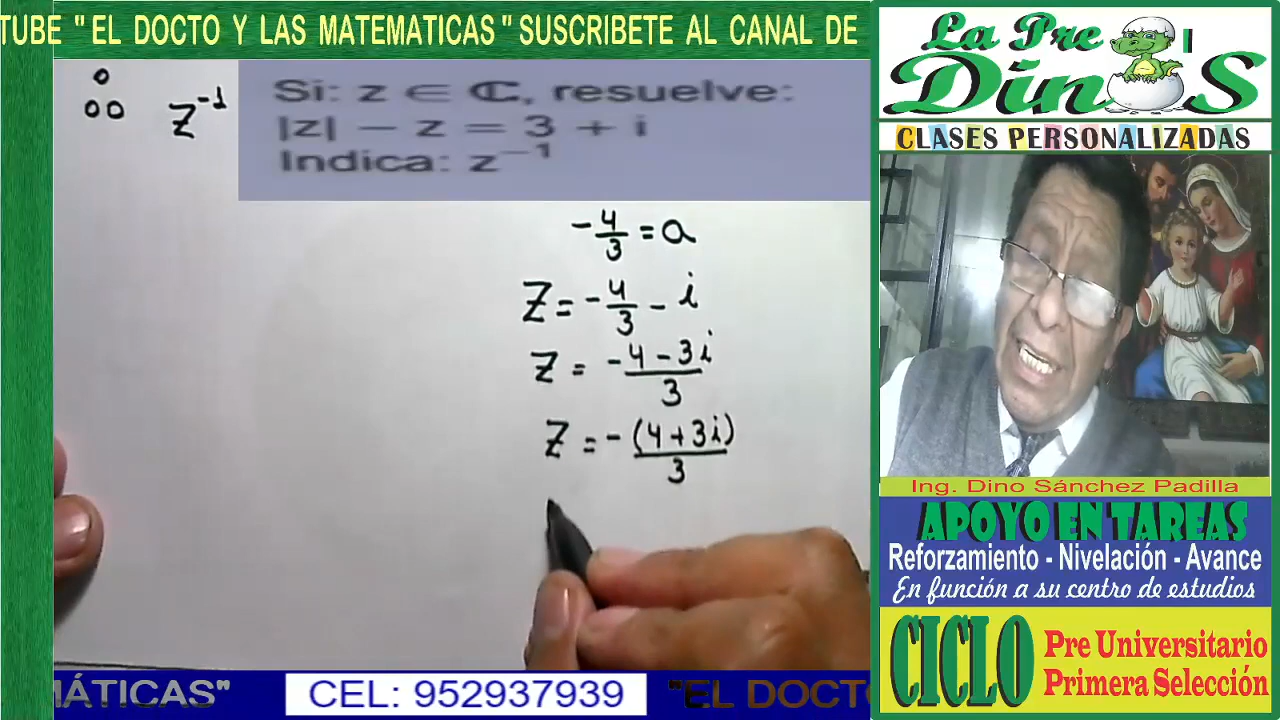 TUBE " EL DOCTO Y LAS MATEMATICAS " SUSCRIBETE AL CANAL DE
Z⁻¹
Si: z ∈ ℂ, resuelve:
|z| − z = 3 + i
Indica: z⁻¹
-4/3 = a
Z = -4/3 - i
Z = -4-3i/3
Z = -(4+3i)/3
MÁTICAS" CEL: 952937939 "EL DOCTO
La Pre
DinoS
CLASES PERSONALIZADAS
Ing. Dino Sánchez Padilla
APOYO EN TAREAS
Reforzamiento - Nivelación - Avance
En función a su centro de estudios
CICLO
Pre Universitario
Primera Selección